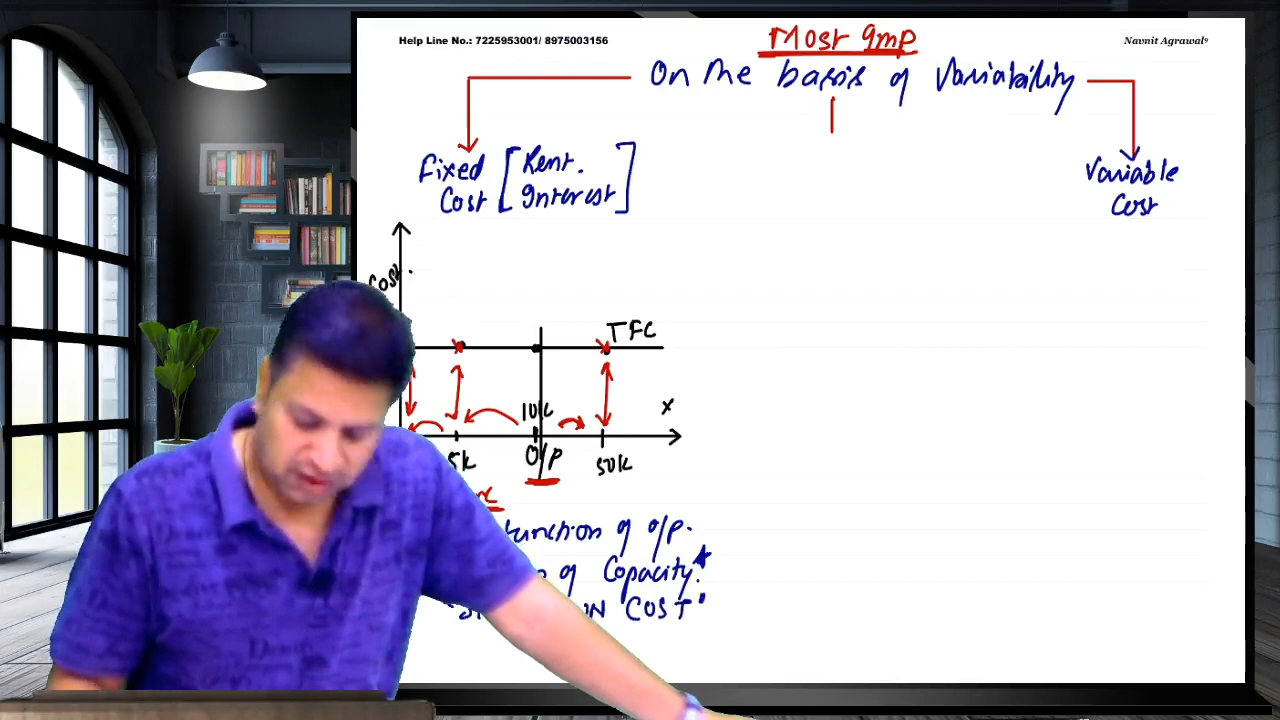 Help Line No.: 7225953001/ 8975003156
Most Imp
Navnit Agrawal
On the basis of Variability
Fixed Cost [Rent. Interest]
Variable Cost
Cost.
TFC
10k
x
5k
O/P
50k
function of o/p.
of Capacity.
ON COST"